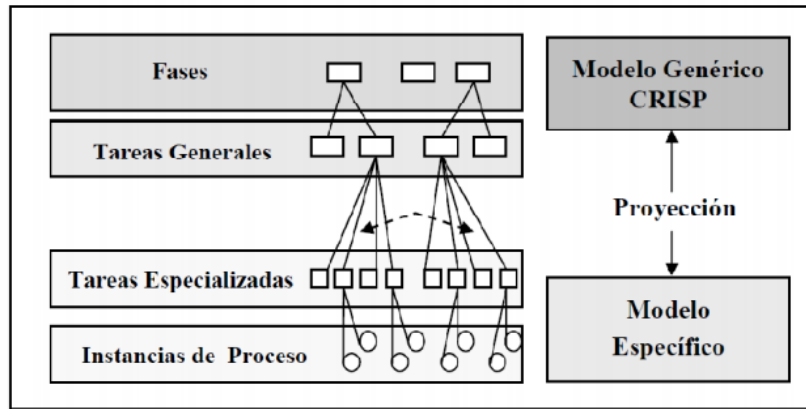 Fases
Tareas Generales
Tareas Especializadas
Instancias de Proceso
Modelo Genérico
CRISP
Proyección
Modelo
Específico